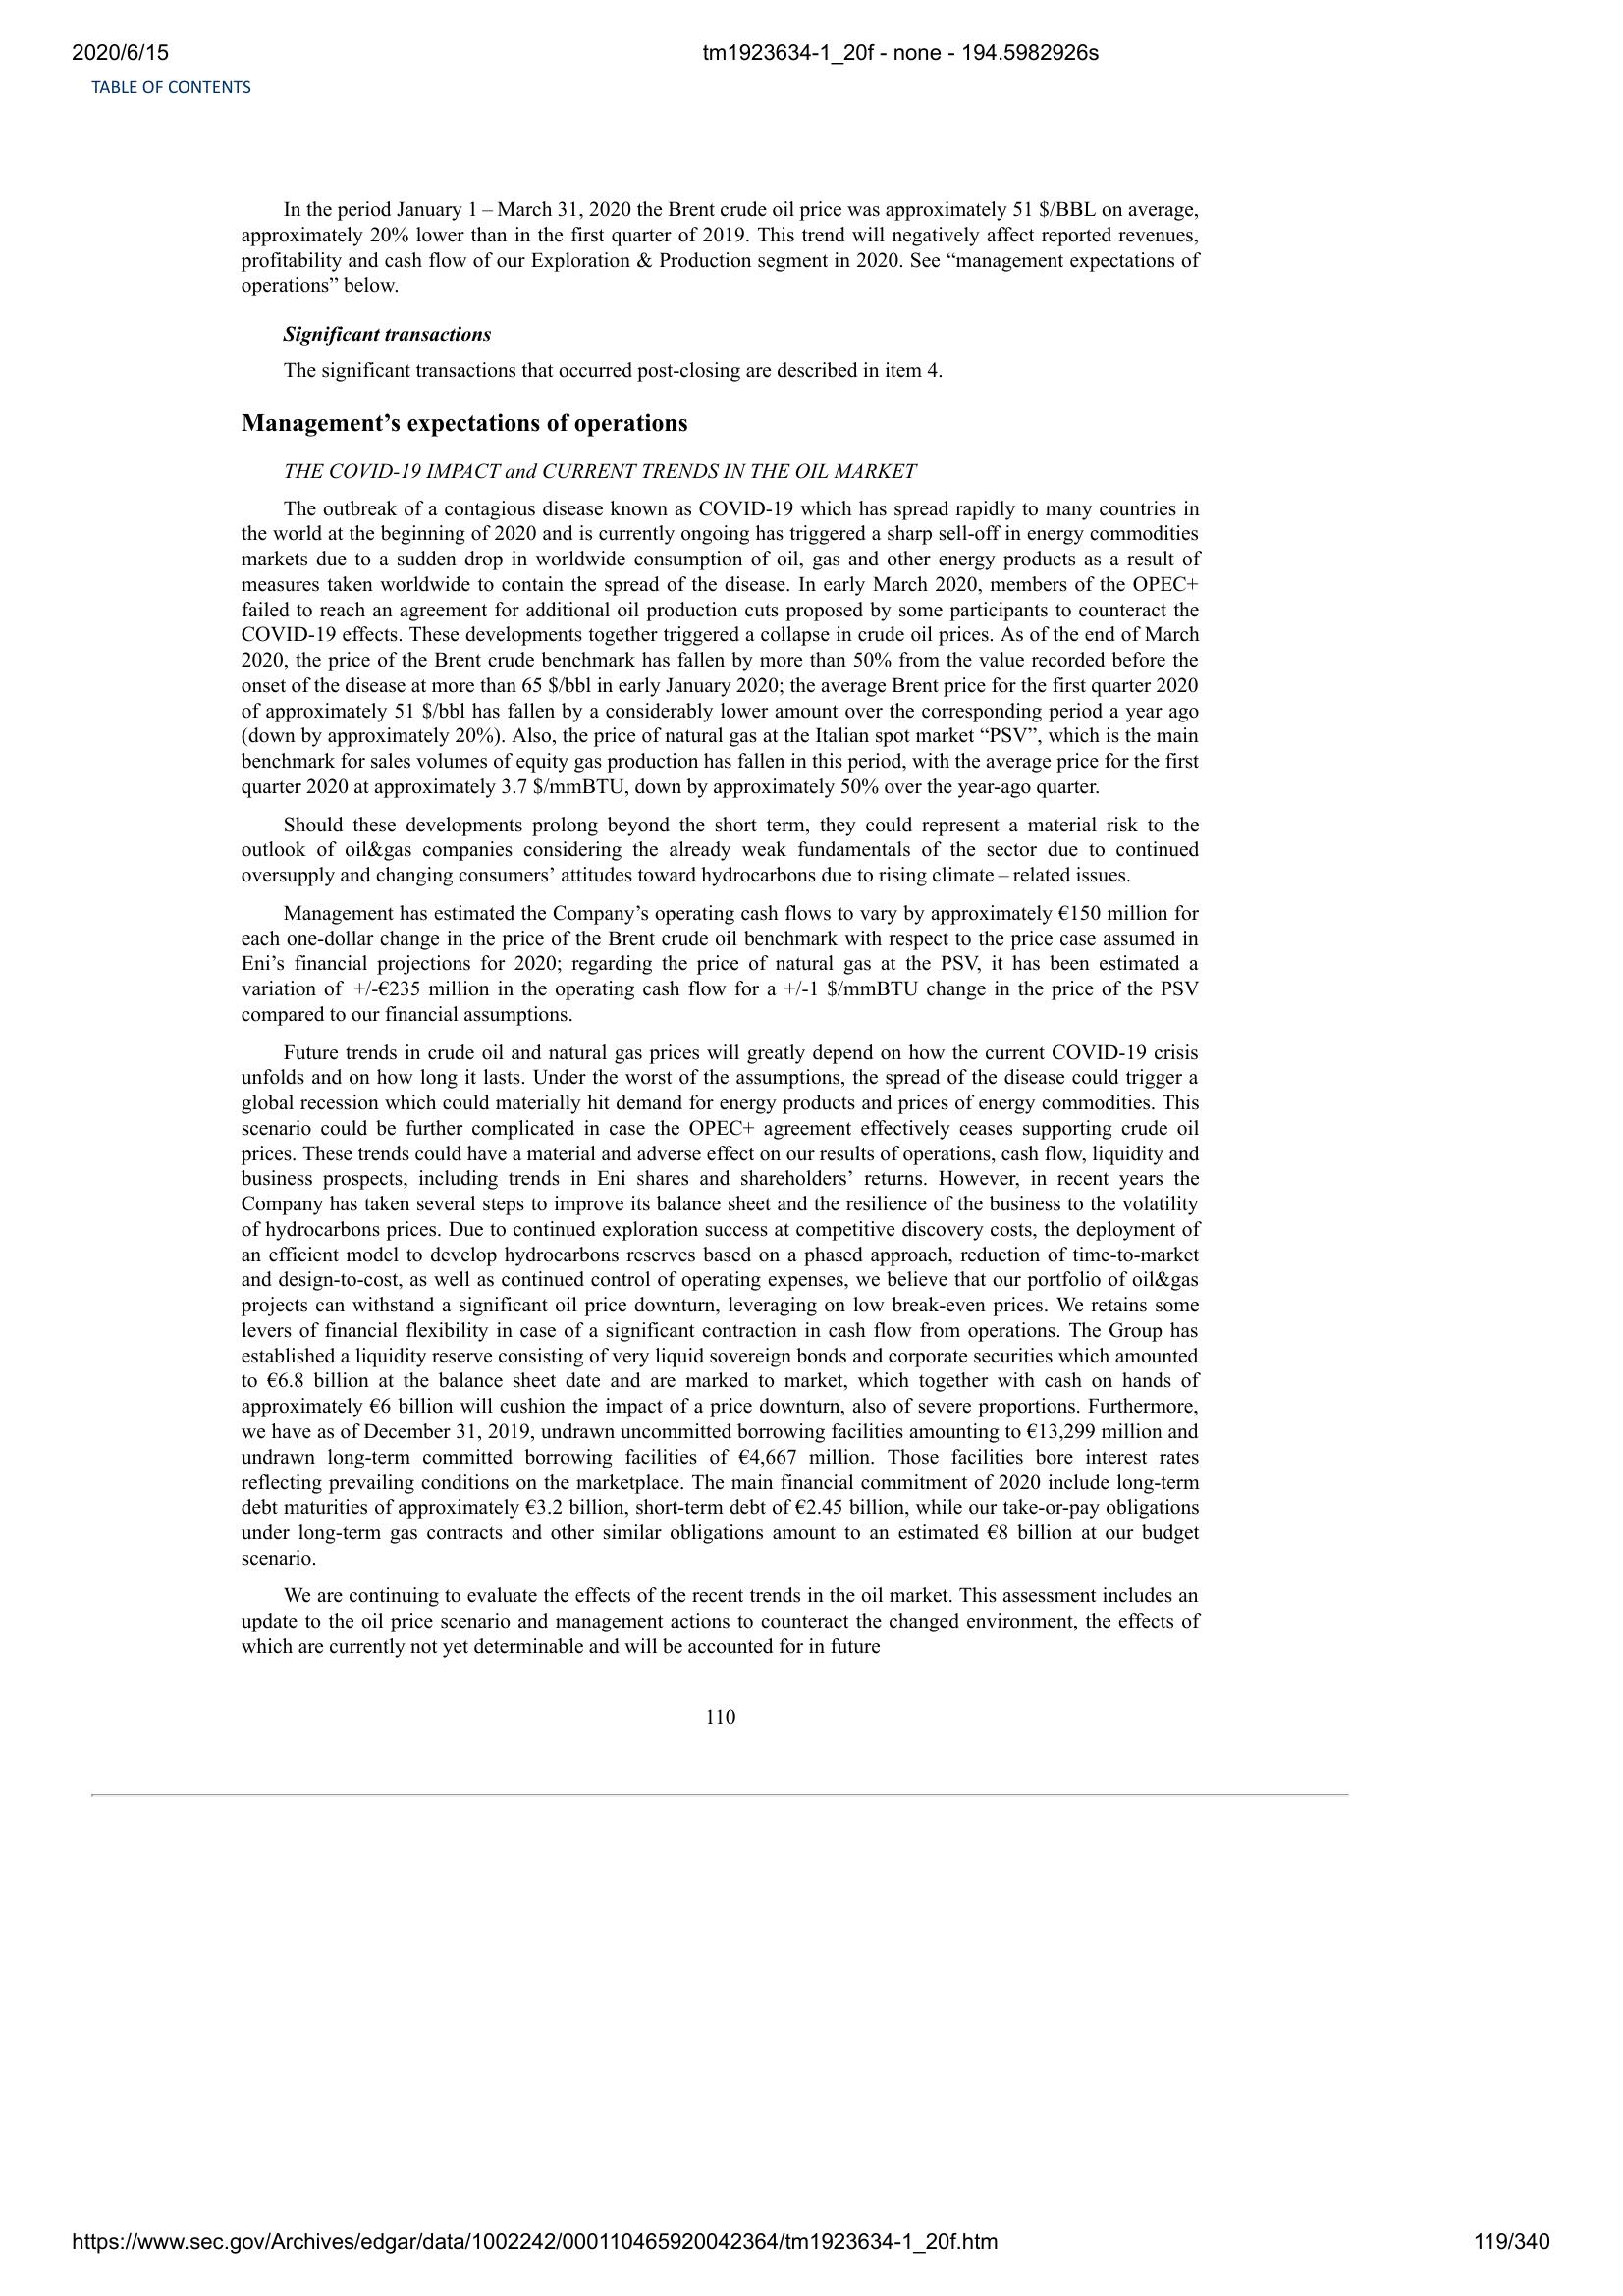 2020/6/15
tm1923634-1_20f - none - 194.5982926s
TABLE OF CONTENTS
In the period January 1 – March 31, 2020 the Brent crude oil price was approximately 51 $/BBL on average,
approximately 20% lower than in the first quarter of 2019. This trend will negatively affect reported revenues,
profitability and cash flow of our Exploration & Production segment in 2020. See “management expectations of
operations” below.
Significant transactions
The significant transactions that occurred post-closing are described in item 4.
Management’s expectations of operations
THE COVID-19 IMPACT and CURRENT TRENDS IN THE OIL MARKET
The outbreak of a contagious disease known as COVID-19 which has spread rapidly to many countries in
the world at the beginning of 2020 and is currently ongoing has triggered a sharp sell-off in energy commodities
markets due to a sudden drop in worldwide consumption of oil, gas and other energy products as a result of
measures taken worldwide to contain the spread of the disease. In early March 2020, members of the OPEC+
failed to reach an agreement for additional oil production cuts proposed by some participants to counteract the
COVID-19 effects. These developments together triggered a collapse in crude oil prices. As of the end of March
2020, the price of the Brent crude benchmark has fallen by more than 50% from the value recorded before the
onset of the disease at more than 65 $/bbl in early January 2020; the average Brent price for the first quarter 2020
of approximately 51 $/bbl has fallen by a considerably lower amount over the corresponding period a year ago
(down by approximately 20%). Also, the price of natural gas at the Italian spot market “PSV”, which is the main
benchmark for sales volumes of equity gas production has fallen in this period, with the average price for the first
quarter 2020 at approximately 3.7 $/mmBTU, down by approximately 50% over the year-ago quarter.
Should these developments prolong beyond the short term, they could represent a material risk to the
outlook of oil&gas companies considering the already weak fundamentals of the sector due to continued
oversupply and changing consumers’ attitudes toward hydrocarbons due to rising climate – related issues.
Management has estimated the Company’s operating cash flows to vary by approximately €150 million for
each one-dollar change in the price of the Brent crude oil benchmark with respect to the price case assumed in
Eni’s financial projections for 2020; regarding the price of natural gas at the PSV, it has been estimated a
variation of +/-€235 million in the operating cash flow for a +/-1 $/mmBTU change in the price of the PSV
compared to our financial assumptions.
Future trends in crude oil and natural gas prices will greatly depend on how the current COVID-19 crisis
unfolds and on how long it lasts. Under the worst of the assumptions, the spread of the disease could trigger a
global recession which could materially hit demand for energy products and prices of energy commodities. This
scenario could be further complicated in case the OPEC+ agreement effectively ceases supporting crude oil
prices. These trends could have a material and adverse effect on our results of operations, cash flow, liquidity and
business prospects, including trends in Eni shares and shareholders’ returns. However, in recent years the
Company has taken several steps to improve its balance sheet and the resilience of the business to the volatility
of hydrocarbons prices. Due to continued exploration success at competitive discovery costs, the deployment of
an efficient model to develop hydrocarbons reserves based on a phased approach, reduction of time-to-market
and design-to-cost, as well as continued control of operating expenses, we believe that our portfolio of oil&gas
projects can withstand a significant oil price downturn, leveraging on low break-even prices. We retains some
levers of financial flexibility in case of a significant contraction in cash flow from operations. The Group has
established a liquidity reserve consisting of very liquid sovereign bonds and corporate securities which amounted
to €6.8 billion at the balance sheet date and are marked to market, which together with cash on hands of
approximately €6 billion will cushion the impact of a price downturn, also of severe proportions. Furthermore,
we have as of December 31, 2019, undrawn uncommitted borrowing facilities amounting to €13,299 million and
undrawn long-term committed borrowing facilities of €4,667 million. Those facilities bore interest rates
reflecting prevailing conditions on the marketplace. The main financial commitment of 2020 include long-term
debt maturities of approximately €3.2 billion, short-term debt of €2.45 billion, while our take-or-pay obligations
under long-term gas contracts and other similar obligations amount to an estimated €8 billion at our budget
scenario.
We are continuing to evaluate the effects of the recent trends in the oil market. This assessment includes an
update to the oil price scenario and management actions to counteract the changed environment, the effects of
which are currently not yet determinable and will be accounted for in future
110
https://www.sec.gov/Archives/edgar/data/1002242/000110465920042364/tm1923634-1_20f.htm
119/340